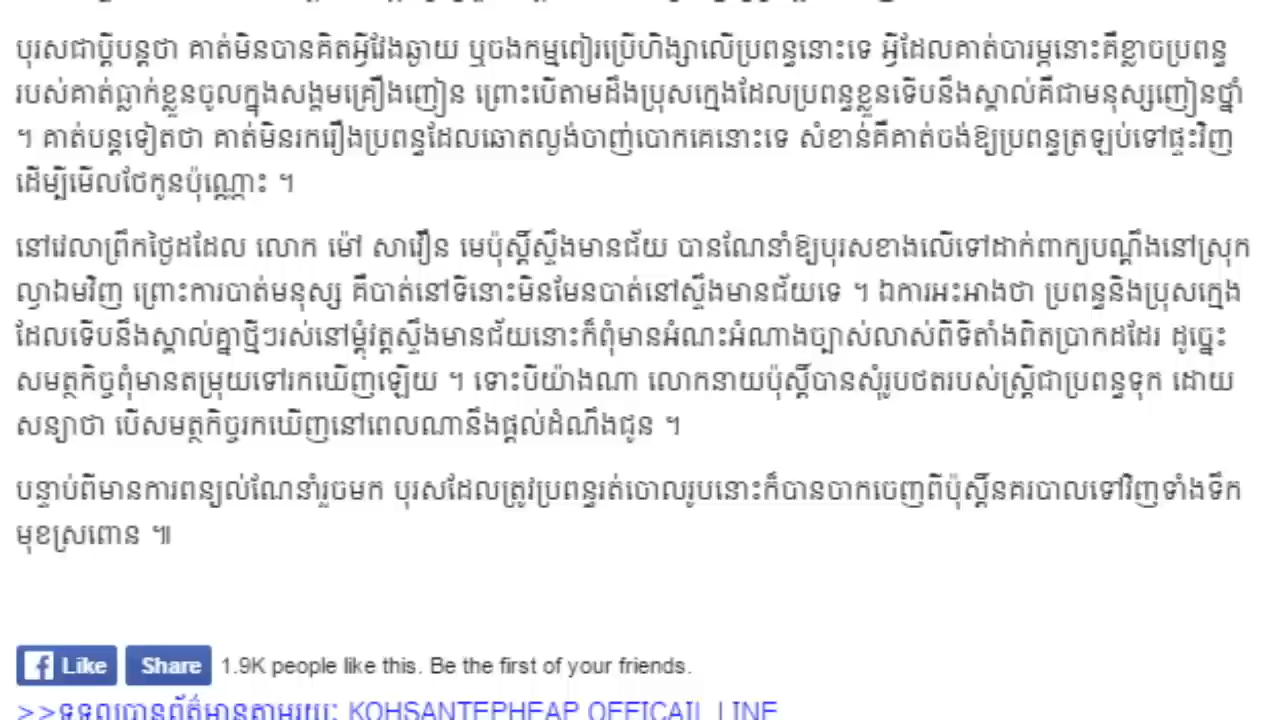 បុរសជាប្ដីបន្តថា គាត់មិនបានគិតអ្វីវែងឆ្ងាយ ឬចងកម្មពៀរប្រើហិង្សាលើប្រពន្ធនោះទេ អ្វីដែលគាត់បារម្ភនោះគឺខ្លាចប្រពន្ធ
របស់គាត់ធ្លាក់ខ្លួនចូលក្នុងសង្គមគ្រឿងញៀន ព្រោះបើតាមដឹងប្រុសក្មេងដែលប្រពន្ធខ្លួនទើបនឹងស្គាល់គឺជាមនុស្សញៀនថ្នាំ
។ គាត់បន្តទៀតថា គាត់មិនរករឿងប្រពន្ធដែលឆោតល្ងង់ចាញ់បោកគេនោះទេ សំខាន់គឺគាត់ចង់ឱ្យប្រពន្ធត្រឡប់ទៅផ្ទះវិញ
ដើម្បីមើលថែកូនប៉ុណ្ណោះ ។
នៅវេលាព្រឹកថ្ងៃដដែល លោក ម៉ៅ សាវឿន មេប៉ុស្តិ៍ស្ទឹងមានជ័យ បានណែនាំឱ្យបុរសខាងលើទៅដាក់ពាក្យបណ្ដឹងនៅស្រុក
ល្វាឯមវិញ ព្រោះការបាត់មនុស្ស គឺបាត់នៅទីនោះមិនមែនបាត់នៅស្ទឹងមានជ័យទេ ។ ឯការអះអាងថា ប្រពន្ធនិងប្រុសក្មេង
ដែលទើបនឹងស្គាល់គ្នាថ្មីៗរស់នៅម្ដុំវត្តស្ទឹងមានជ័យនោះក៏ពុំមានអំណះអំណាងច្បាស់លាស់ពីទីតាំងពិតប្រាកដដែរ ដូច្នេះ
សមត្ថកិច្ចពុំមានតម្រុយទៅរកឃើញឡើយ ។ ទោះបីយ៉ាងណា លោកនាយប៉ុស្តិ៍បានសុំរូបថតរបស់ស្ត្រីជាប្រពន្ធទុក ដោយ
សន្យាថា បើសមត្ថកិច្ចរកឃើញនៅពេលណានឹងផ្ដល់ដំណឹងជូន ។
បន្ទាប់ពីមានការពន្យល់ណែនាំរួចមក បុរសដែលត្រូវប្រពន្ធរត់ចោលរូបនោះក៏បានចាកចេញពីប៉ុស្តិ៍នគរបាលទៅវិញទាំងទឹក
មុខស្រពោន ៕
Like Share 1.9K people like this. Be the first of your friends.
>>ទទួលបានព័ត៌មានតាមរយៈ KOHSANTEPHEAP OFFICAIL LINE